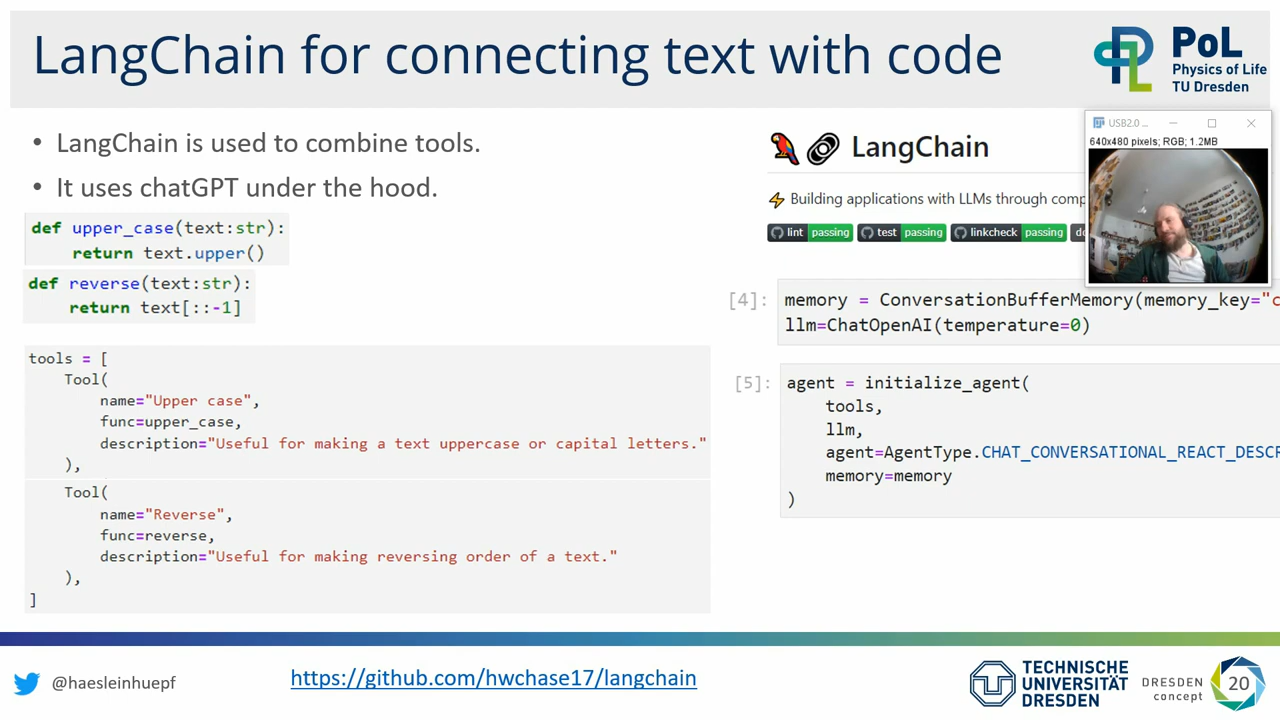 LangChain for connecting text with code
PoL
Physics of Life
TU Dresden
• LangChain is used to combine tools.
• It uses chatGPT under the hood.
def upper_case(text:str):
return text.upper()
def reverse(text:str):
return text[::-1]
tools = [
Tool(
name="Upper case",
func=upper_case,
description="Useful for making a text uppercase or capital letters."
),
Tool(
name="Reverse",
func=reverse,
description="Useful for making reversing order of a text."
),
]
LangChain
Building applications with LLMs through comp
lint passing test passing linkcheck passing
USB2.0 ...
640x480 pixels; RGB; 1.2MB
[4]: memory = ConversationBufferMemory(memory_key="c
llm=ChatOpenAI(temperature=0)
[5]: agent = initialize_agent(
tools,
llm,
agent=AgentType.CHAT_CONVERSATIONAL_REACT_DESCR
memory=memory
)
@haesleinhuepf
https://github.com/hwchase17/langchain
TECHNISCHE
UNIVERSITÄT
DRESDEN
DRESDEN
concept
20